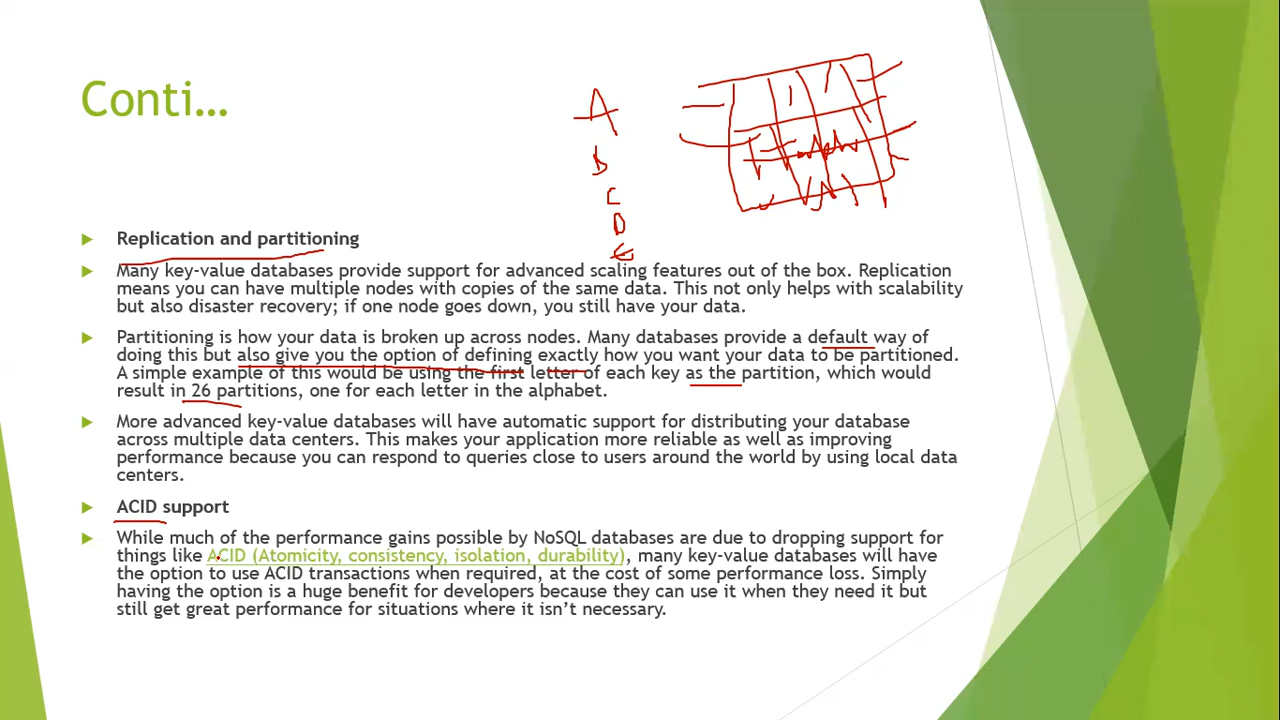 Conti…
A
B
C
D
E
Replication and partitioning
Many key-value databases provide support for advanced scaling features out of the box. Replication
means you can have multiple nodes with copies of the same data. This not only helps with scalability
but also disaster recovery; if one node goes down, you still have your data.
Partitioning is how your data is broken up across nodes. Many databases provide a default way of
doing this but also give you the option of defining exactly how you want your data to be partitioned.
A simple example of this would be using the first letter of each key as the partition, which would
result in 26 partitions, one for each letter in the alphabet.
More advanced key-value databases will have automatic support for distributing your database
across multiple data centers. This makes your application more reliable as well as improving
performance because you can respond to queries close to users around the world by using local data
centers.
ACID support
While much of the performance gains possible by NoSQL databases are due to dropping support for
things like ACID (Atomicity, consistency, isolation, durability), many key-value databases will have
the option to use ACID transactions when required, at the cost of some performance loss. Simply
having the option is a huge benefit for developers because they can use it when they need it but
still get great performance for situations where it isn’t necessary.